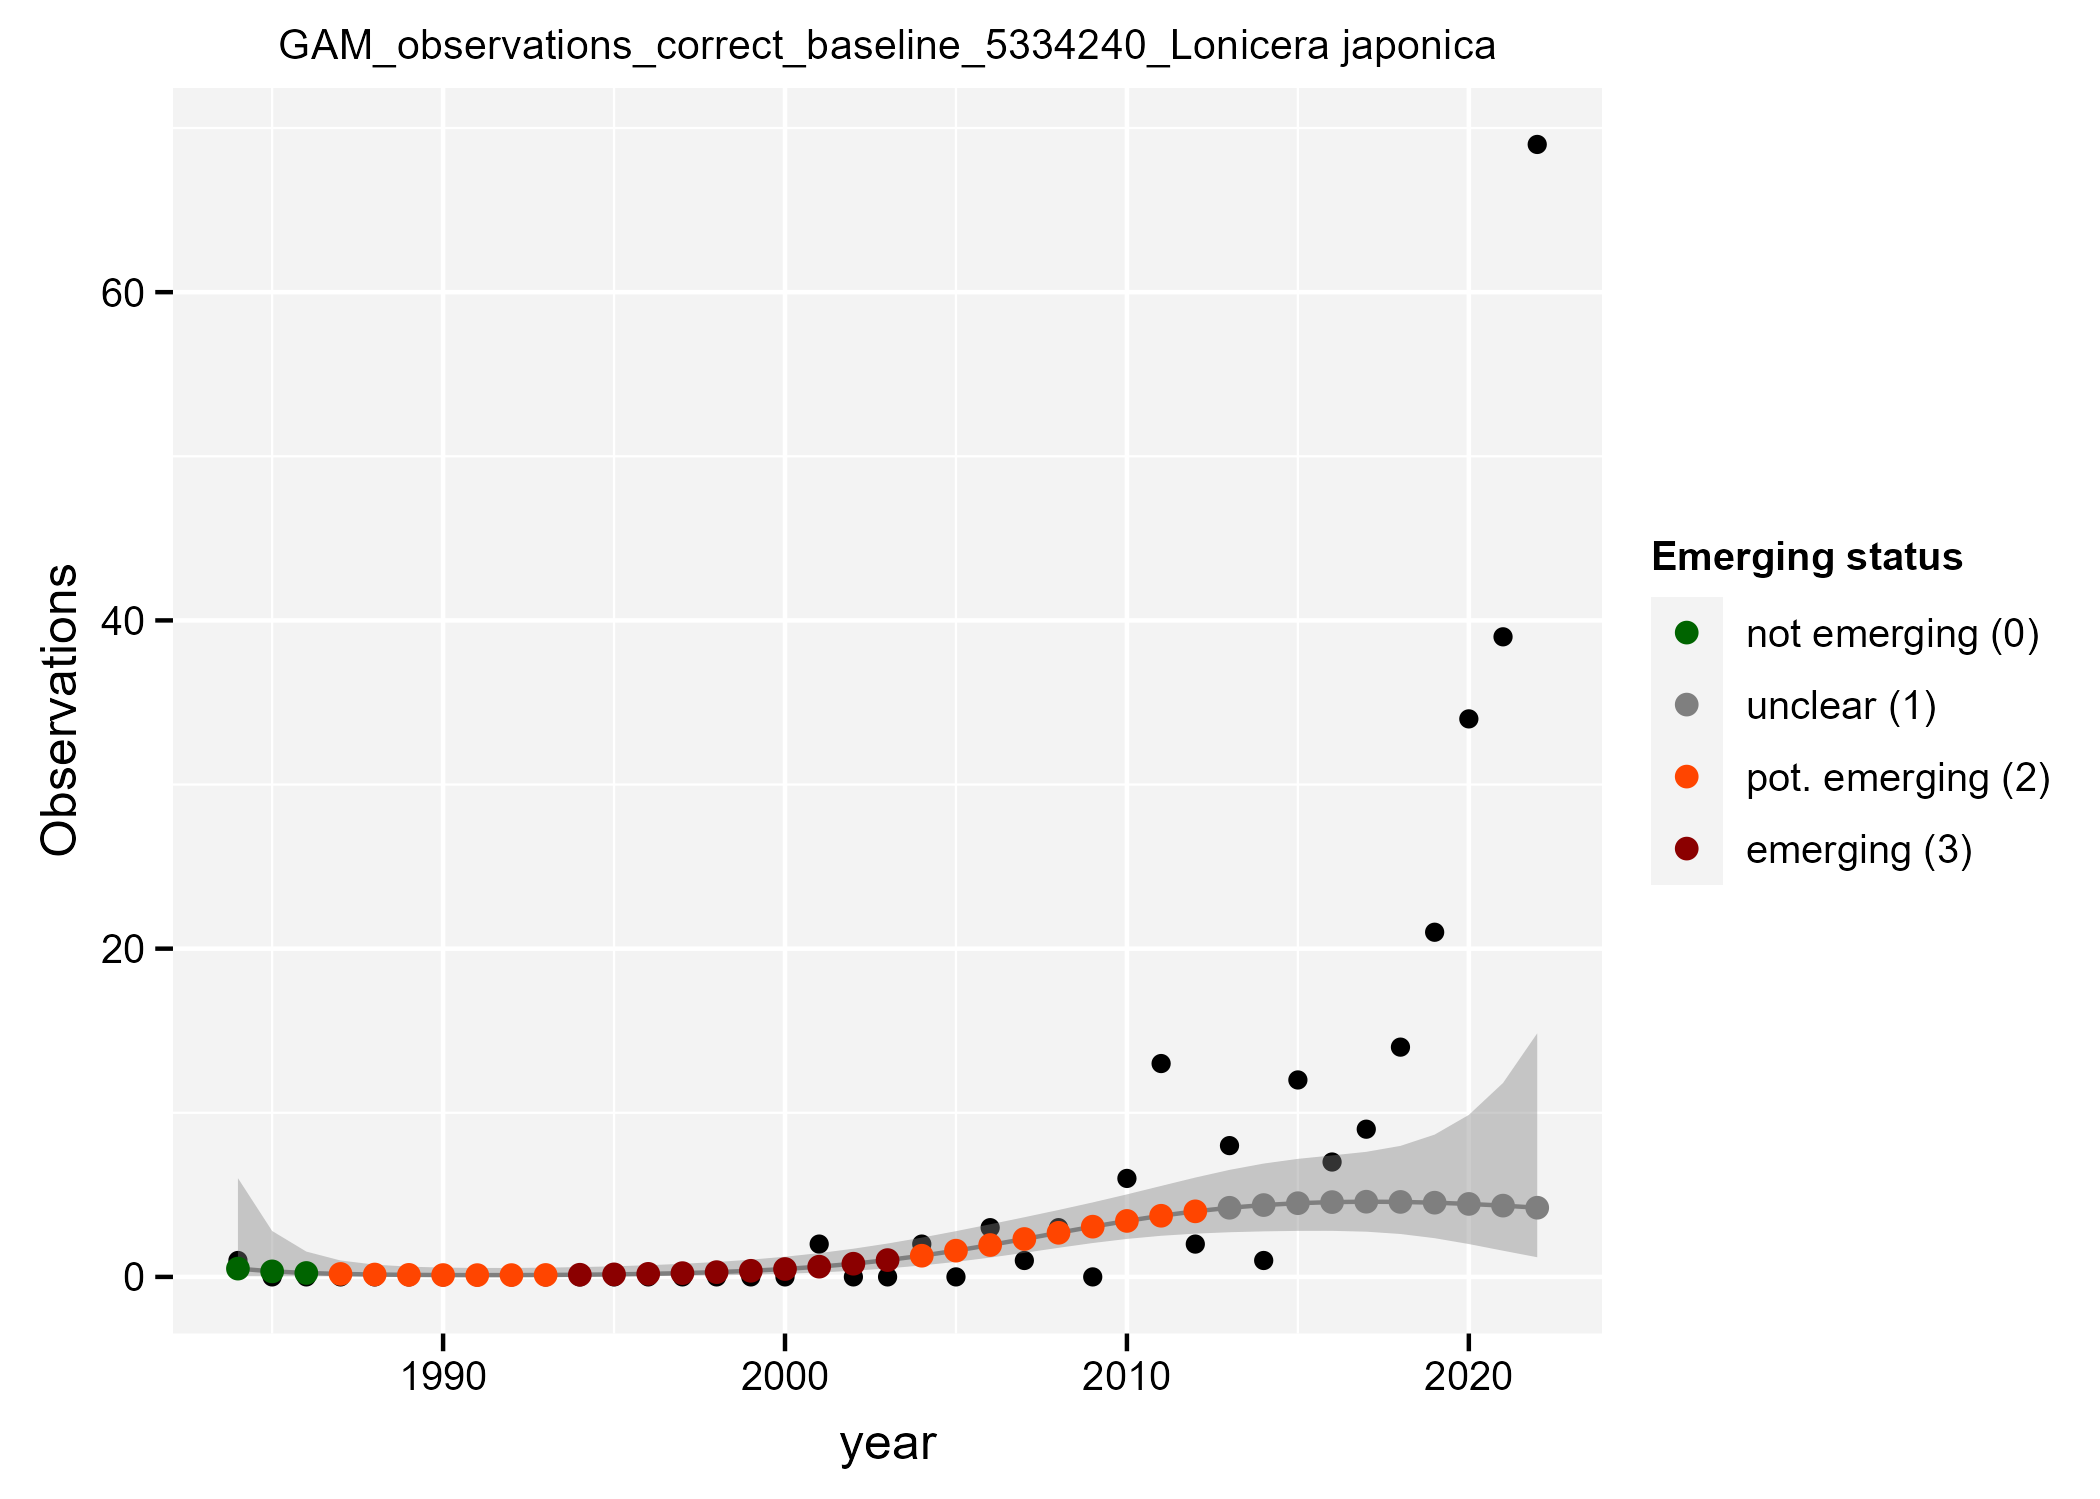 GAM_observations_correct_baseline_5334240_Lonicera japonica
Observations
60
40
20
0
1990 2000 2010 2020
year
Emerging status
not emerging (0)
unclear (1)
pot. emerging (2)
emerging (3)